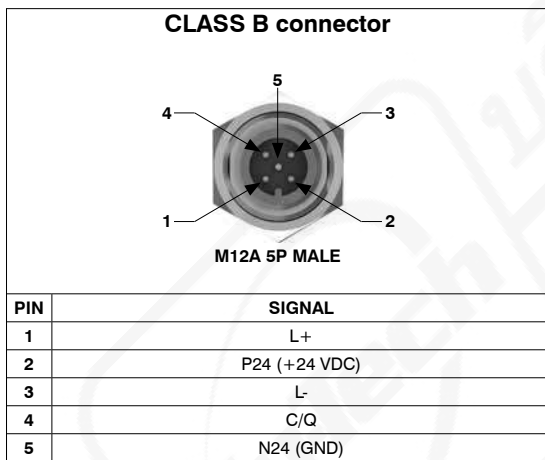 CLASS B connector
5
4
3
1
2
M12A 5P MALE
PIN SIGNAL
1 L+
2 P24 (+24 VDC)
3 L-
4 C/Q
5 N24 (GND)